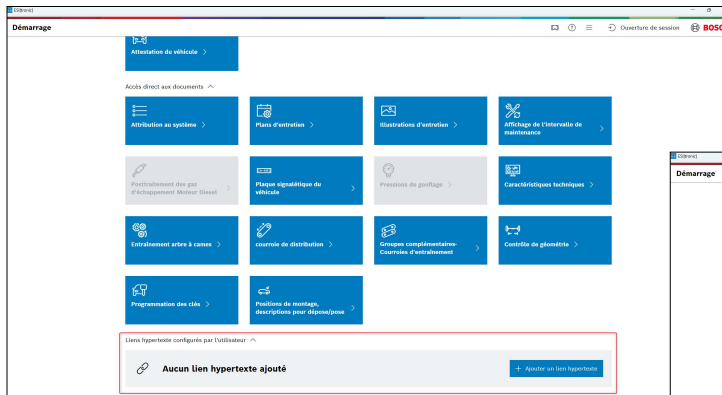 ES[tronic]
Démarrage
Ouverture de session
BOSC
Attestation du véhicule
Accès direct aux documents
Attribution au système
Plans d'entretien
Illustrations d'entretien
Affichage de l'intervalle de
maintenance
Posttraitement des gaz
d'échappement Moteur Diesel
Plaque signalétique du
véhicule
Pressions de gonflage
Caractéristiques techniques
Entraînement arbre à cames
courroie de distribution
Groupes complémentaires-
Courroies d'entraînement
Contrôle de géométrie
Programmation des clés
Positions de montage,
descriptions pour dépose/pose
Liens hypertexte configurés par l'utilisateur
Aucun lien hypertexte ajouté
+ Ajouter un lien hypertexte
ES[tronic]
Démarrage